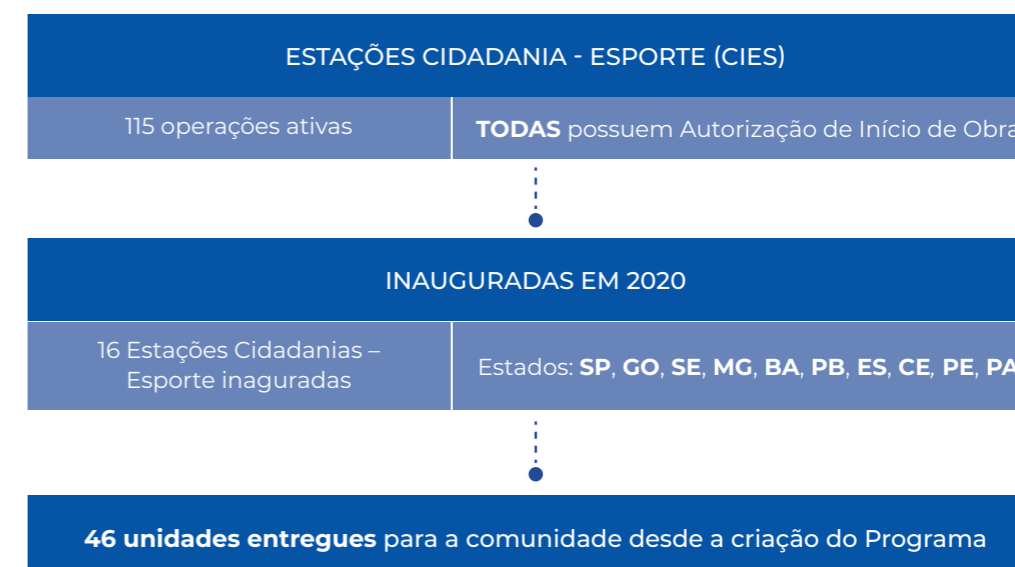 ESTAÇÕES CIDADANIA - ESPORTE (CIES)
115 operações ativas
TODAS possuem Autorização de Início de Obra
INAUGURADAS EM 2020
16 Estações Cidadanias –
Esporte inaguradas
Estados: SP, GO, SE, MG, BA, PB, ES, CE, PE, PA
46 unidades entregues para a comunidade desde a criação do Programa